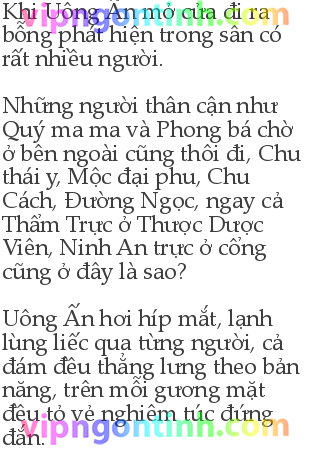 Khi Uông Ấn mở cửa đi ra
bỗng phát hiện trong sân có
rất nhiều người.
Những người thân cận như
Quý ma ma và Phong bá chờ
ở bên ngoài cũng thôi đi, Chu
thái y, Mộc đại phu, Chu
Cách, Đường Ngọc, ngay cả
Thẩm Trực ở Thược Dược
Viên, Ninh An trực ở cổng
cũng ở đây là sao?
Uông Ấn hơi híp mắt, lạnh
lùng liếc qua từng người, cả
đám đều thẳng lưng theo bản
năng, trên mỗi gương mặt
đều tỏ vẻ nghiêm túc đứng
đắn.
vipngontinh.com
vipngontinh.com